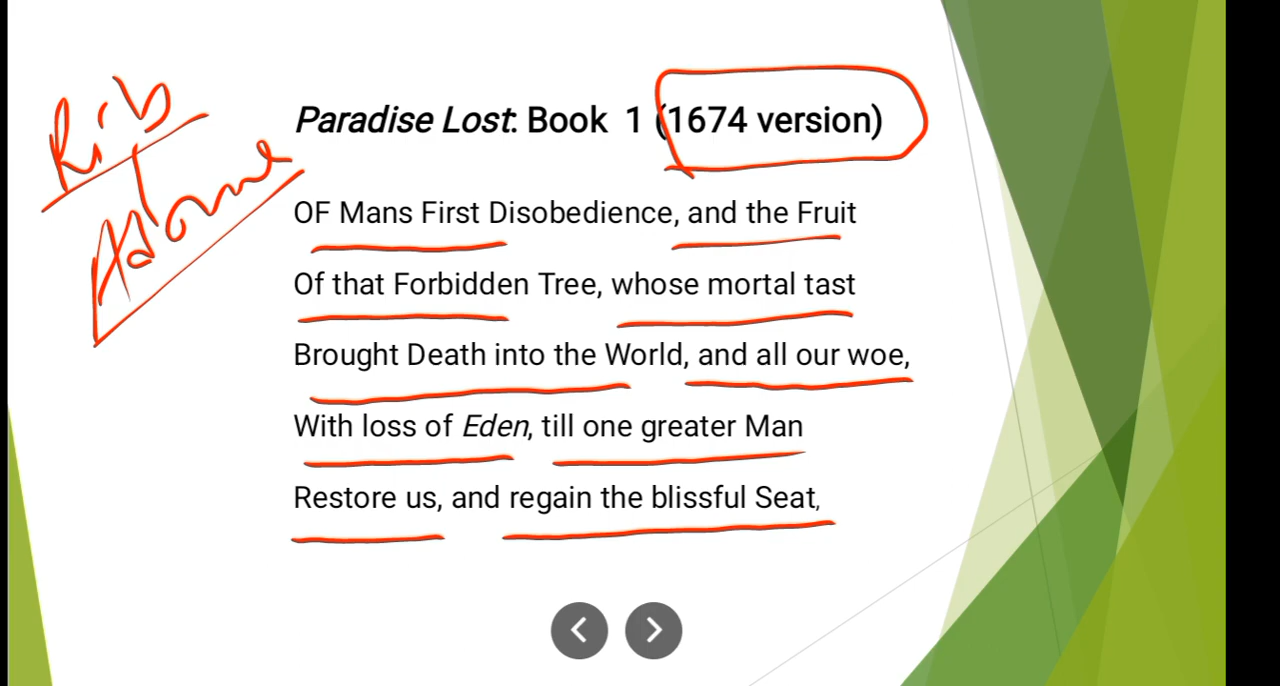 Rib
Adame
Paradise Lost: Book 1 (1674 version)
OF Mans First Disobedience, and the Fruit
Of that Forbidden Tree, whose mortal tast
Brought Death into the World, and all our woe,
With loss of Eden, till one greater Man
Restore us, and regain the blissful Seat,